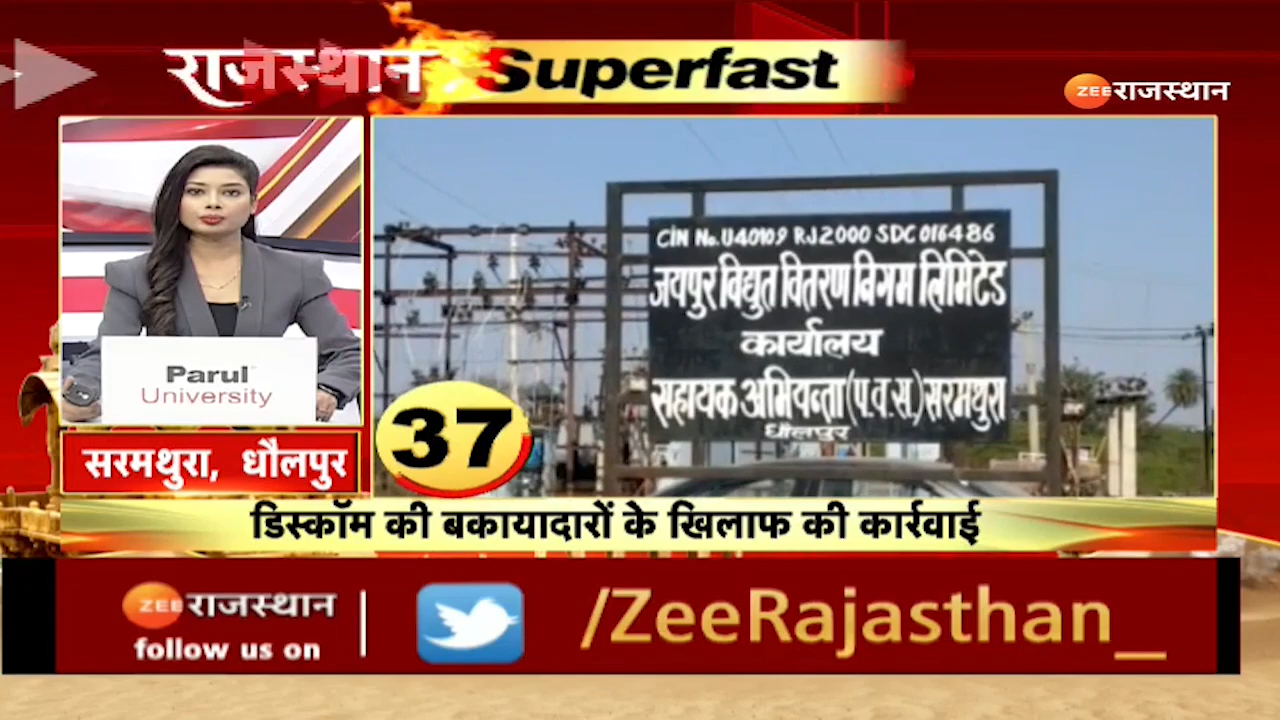 राजस्थान Superfast
ZEE राजस्थान
CIN No. U40109 RJ2000 SDC 016486
जयपुर विद्युत वितरण निगम लिमिटेड
कार्यालय
सहायक अभियन्ता (प.व.स.) सरमथुरा
धौलपुर
Parul
University
37
सरमथुरा, धौलपुर
डिस्कॉम की बकायादारों के खिलाफ की कार्रवाई
ZEE राजस्थान
follow us on
/ZeeRajasthan_